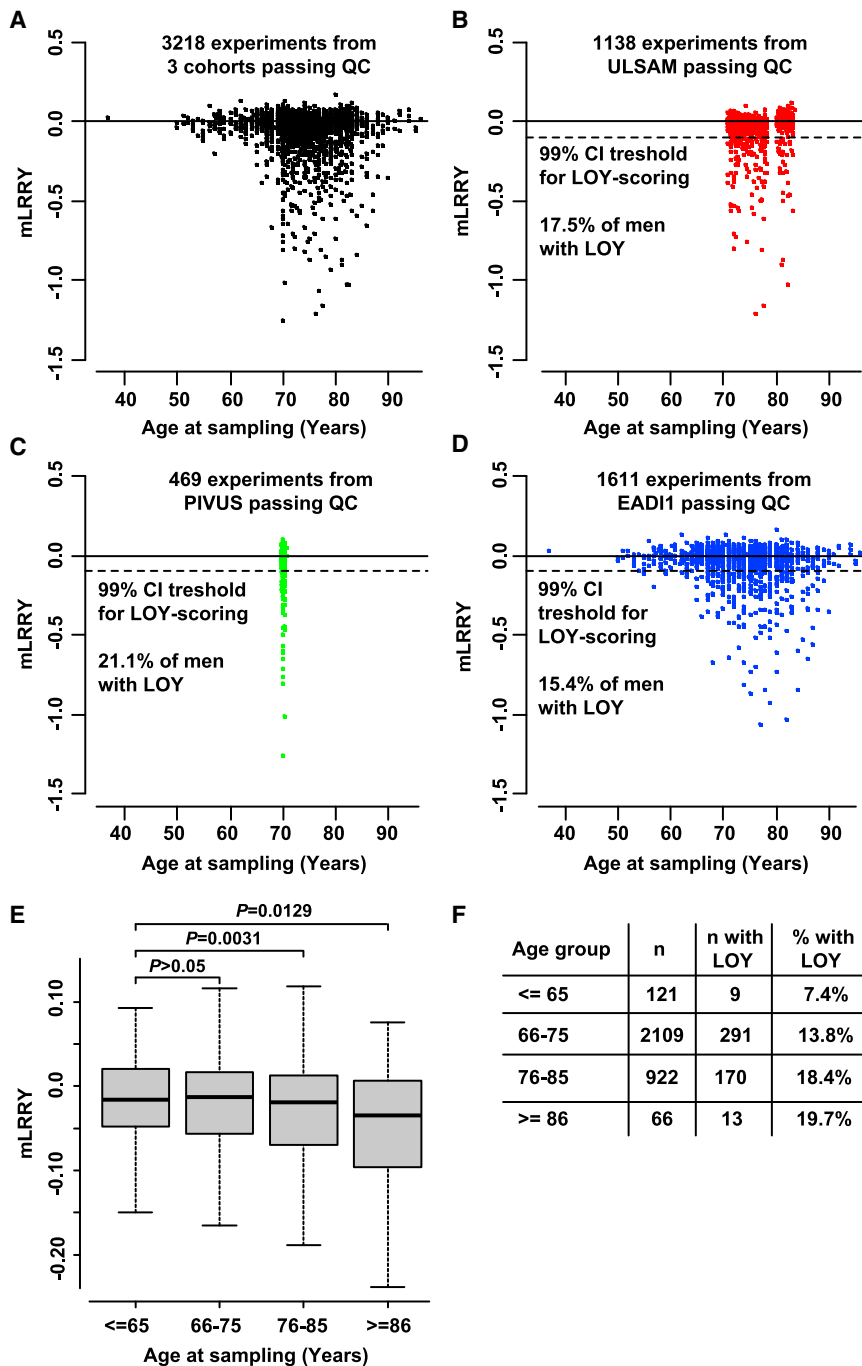 A
3218 experiments from
3 cohorts passing QC
0.5
0.0
-0.5
-1.0
-1.5
mLRRY
40 50 60 70 80 90
Age at sampling (Years)
B
1138 experiments from
ULSAM passing QC
0.5
0.0
-0.5
-1.0
-1.5
mLRRY
99% CI treshold
for LOY-scoring
17.5% of men
with LOY
40 50 60 70 80 90
Age at sampling (Years)
C
469 experiments from
PIVUS passing QC
0.5
0.0
-0.5
-1.0
-1.5
mLRRY
99% CI treshold
for LOY-scoring
21.1% of men
with LOY
40 50 60 70 80 90
Age at sampling (Years)
D
1611 experiments from
EADI1 passing QC
0.5
0.0
-0.5
-1.0
-1.5
mLRRY
99% CI
treshold for
LOY-scoring
15.4% of men
with LOY
40 50 60 70 80 90
Age at sampling (Years)
E
P=0.0129
P=0.0031
P>0.05
0.10
0.0
-0.10
-0.20
mLRRY
<=65 66-75 76-85 >=86
Age at sampling (Years)
F
Age group n n with LOY % with LOY
<= 65 121 9 7.4%
66-75 2109 291 13.8%
76-85 922 170 18.4%
>= 86 66 13 19.7%